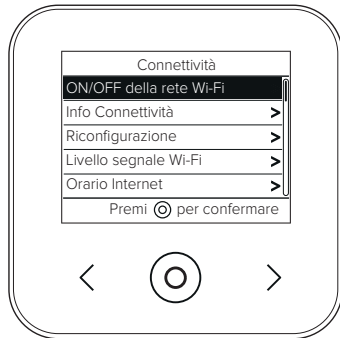 Connettività
ON/OFF della rete Wi-Fi
Info Connettività >
Riconfigurazione >
Livello segnale Wi-Fi >
Orario Internet >
Premi ⊚ per confermare